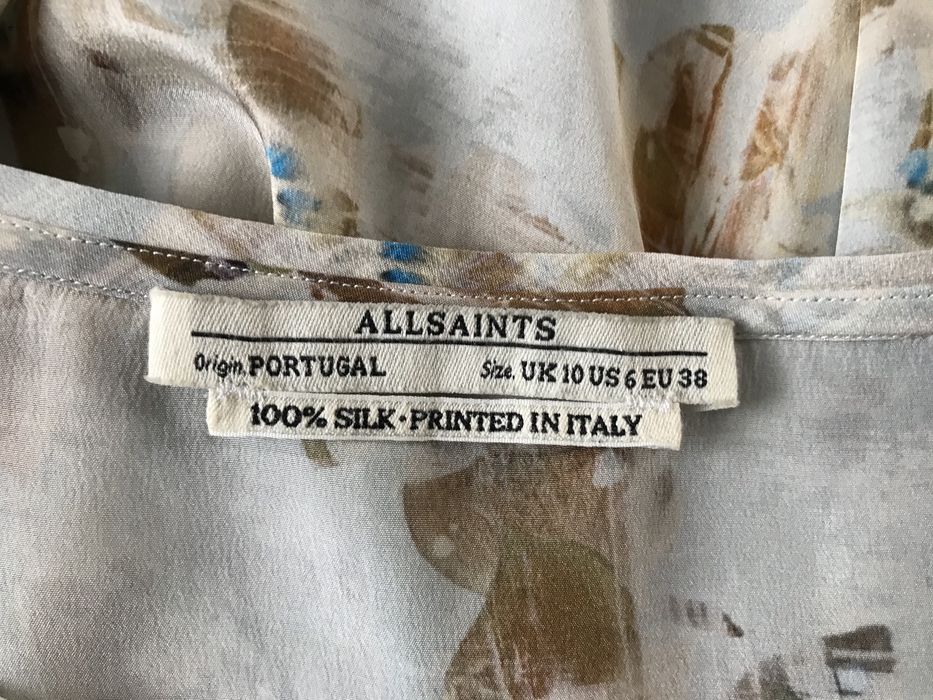 ALLSAINTS
Origin. PORTUGAL Size. UK 10 US 6 EU 38
100% SILK·PRINTED IN ITALY